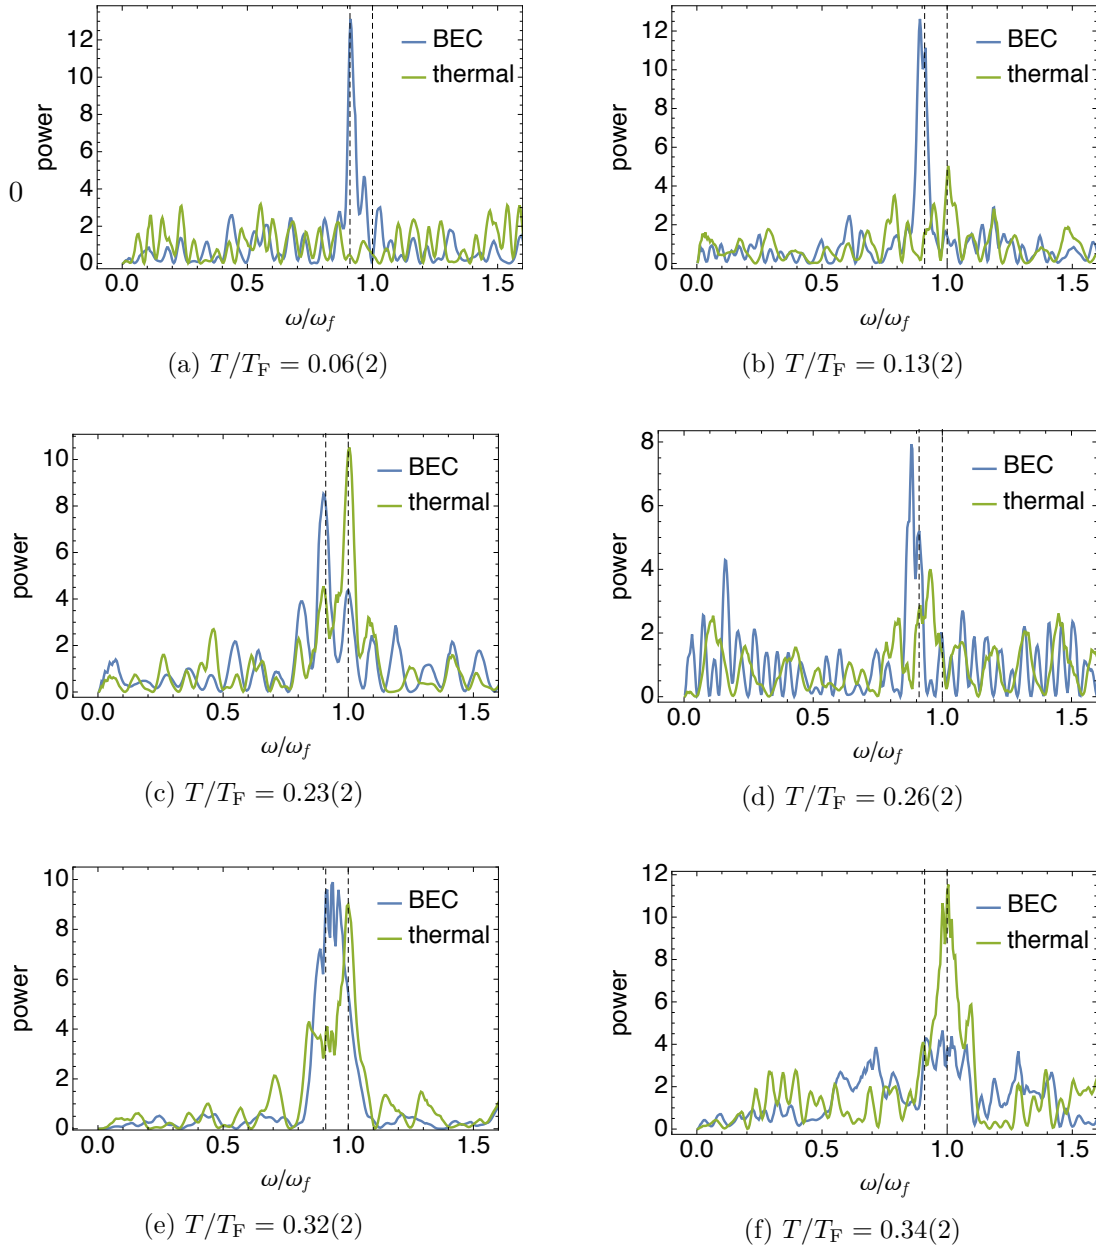 BEC
thermal
power
12
10
8
6
4
2
0
0.0 0.5 1.0 1.5
ω/ω_f
(a) T/T_F = 0.06(2)
BEC
thermal
power
12
10
8
6
4
2
0
0.0 0.5 1.0 1.5
ω/ω_f
(b) T/T_F = 0.13(2)
0
BEC
thermal
power
10
8
6
4
2
0
0.0 0.5 1.0 1.5
ω/ω_f
(c) T/T_F = 0.23(2)
BEC
thermal
power
8
6
4
2
0
0.0 0.5 1.0 1.5
ω/ω_f
(d) T/T_F = 0.26(2)
BEC
thermal
power
10
8
6
4
2
0
0.0 0.5 1.0 1.5
ω/ω_f
(e) T/T_F = 0.32(2)
BEC
thermal
power
12
10
8
6
4
2
0
0.0 0.5 1.0 1.5
ω/ω_f
(f) T/T_F = 0.34(2)